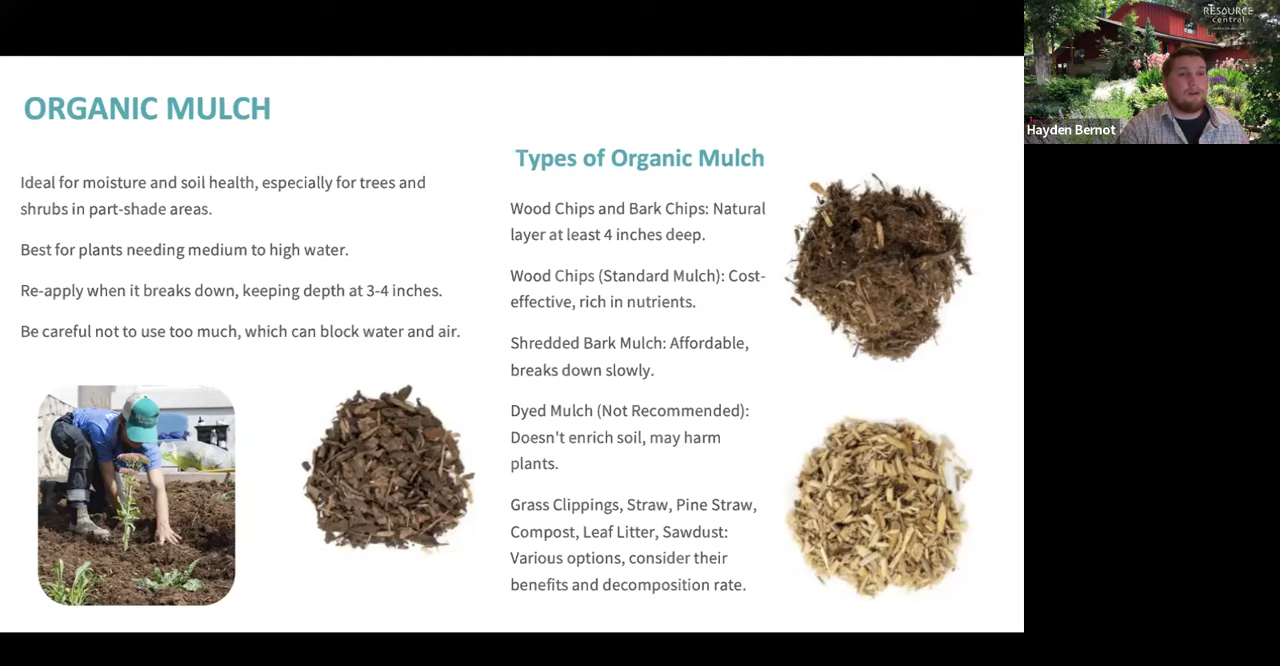 ORGANIC MULCH
Ideal for moisture and soil health, especially for trees and
shrubs in part-shade areas.
Best for plants needing medium to high water.
Re-apply when it breaks down, keeping depth at 3-4 inches.
Be careful not to use too much, which can block water and air.
Types of Organic Mulch
Wood Chips and Bark Chips: Natural
layer at least 4 inches deep.
Wood Chips (Standard Mulch): Cost-
effective, rich in nutrients.
Shredded Bark Mulch: Affordable,
breaks down slowly.
Dyed Mulch (Not Recommended):
Doesn't enrich soil, may harm
plants.
Grass Clippings, Straw, Pine Straw,
Compost, Leaf Litter, Sawdust:
Various options, consider their
benefits and decomposition rate.
RESOURCE
central
Hayden Bernot